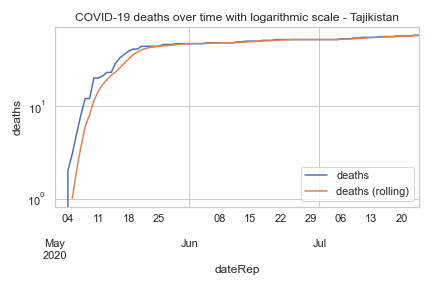 COVID-19 deaths over time with logarithmic scale - Tajikistan
deaths
10¹
10⁰
deaths
deaths (rolling)
04 11 18 25 08 15 22 29 06 13 20
May Jun Jul
2020
dateRep